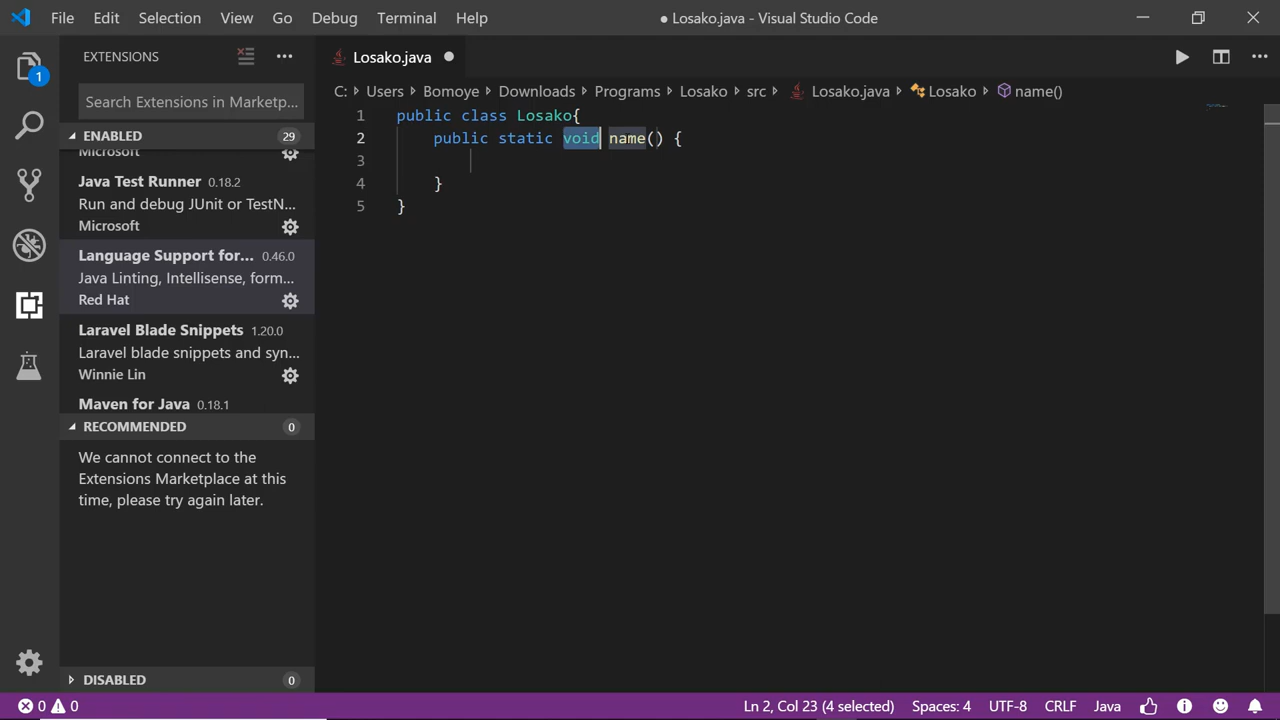 File Edit Selection View Go Debug Terminal Help ● Losako.java - Visual Studio Code
EXTENSIONS
Losako.java
1
Search Extensions in Marketp...
C: Users Bomoye Downloads Programs Losako src Losako.java Losako name()
ENABLED 29
1 public class Losako{
2 public static void name() {
3
4 }
5 }
Microsoft
Java Test Runner 0.18.2
Run and debug JUnit or TestN...
Microsoft
Language Support for... 0.46.0
Java Linting, Intellisense, form...
Red Hat
Laravel Blade Snippets 1.20.0
Laravel blade snippets and syn...
Winnie Lin
Maven for Java 0.18.1
RECOMMENDED 0
We cannot connect to the
Extensions Marketplace at this
time, please try again later.
DISABLED 0
0 0 Ln 2, Col 23 (4 selected) Spaces: 4 UTF-8 CRLF Java